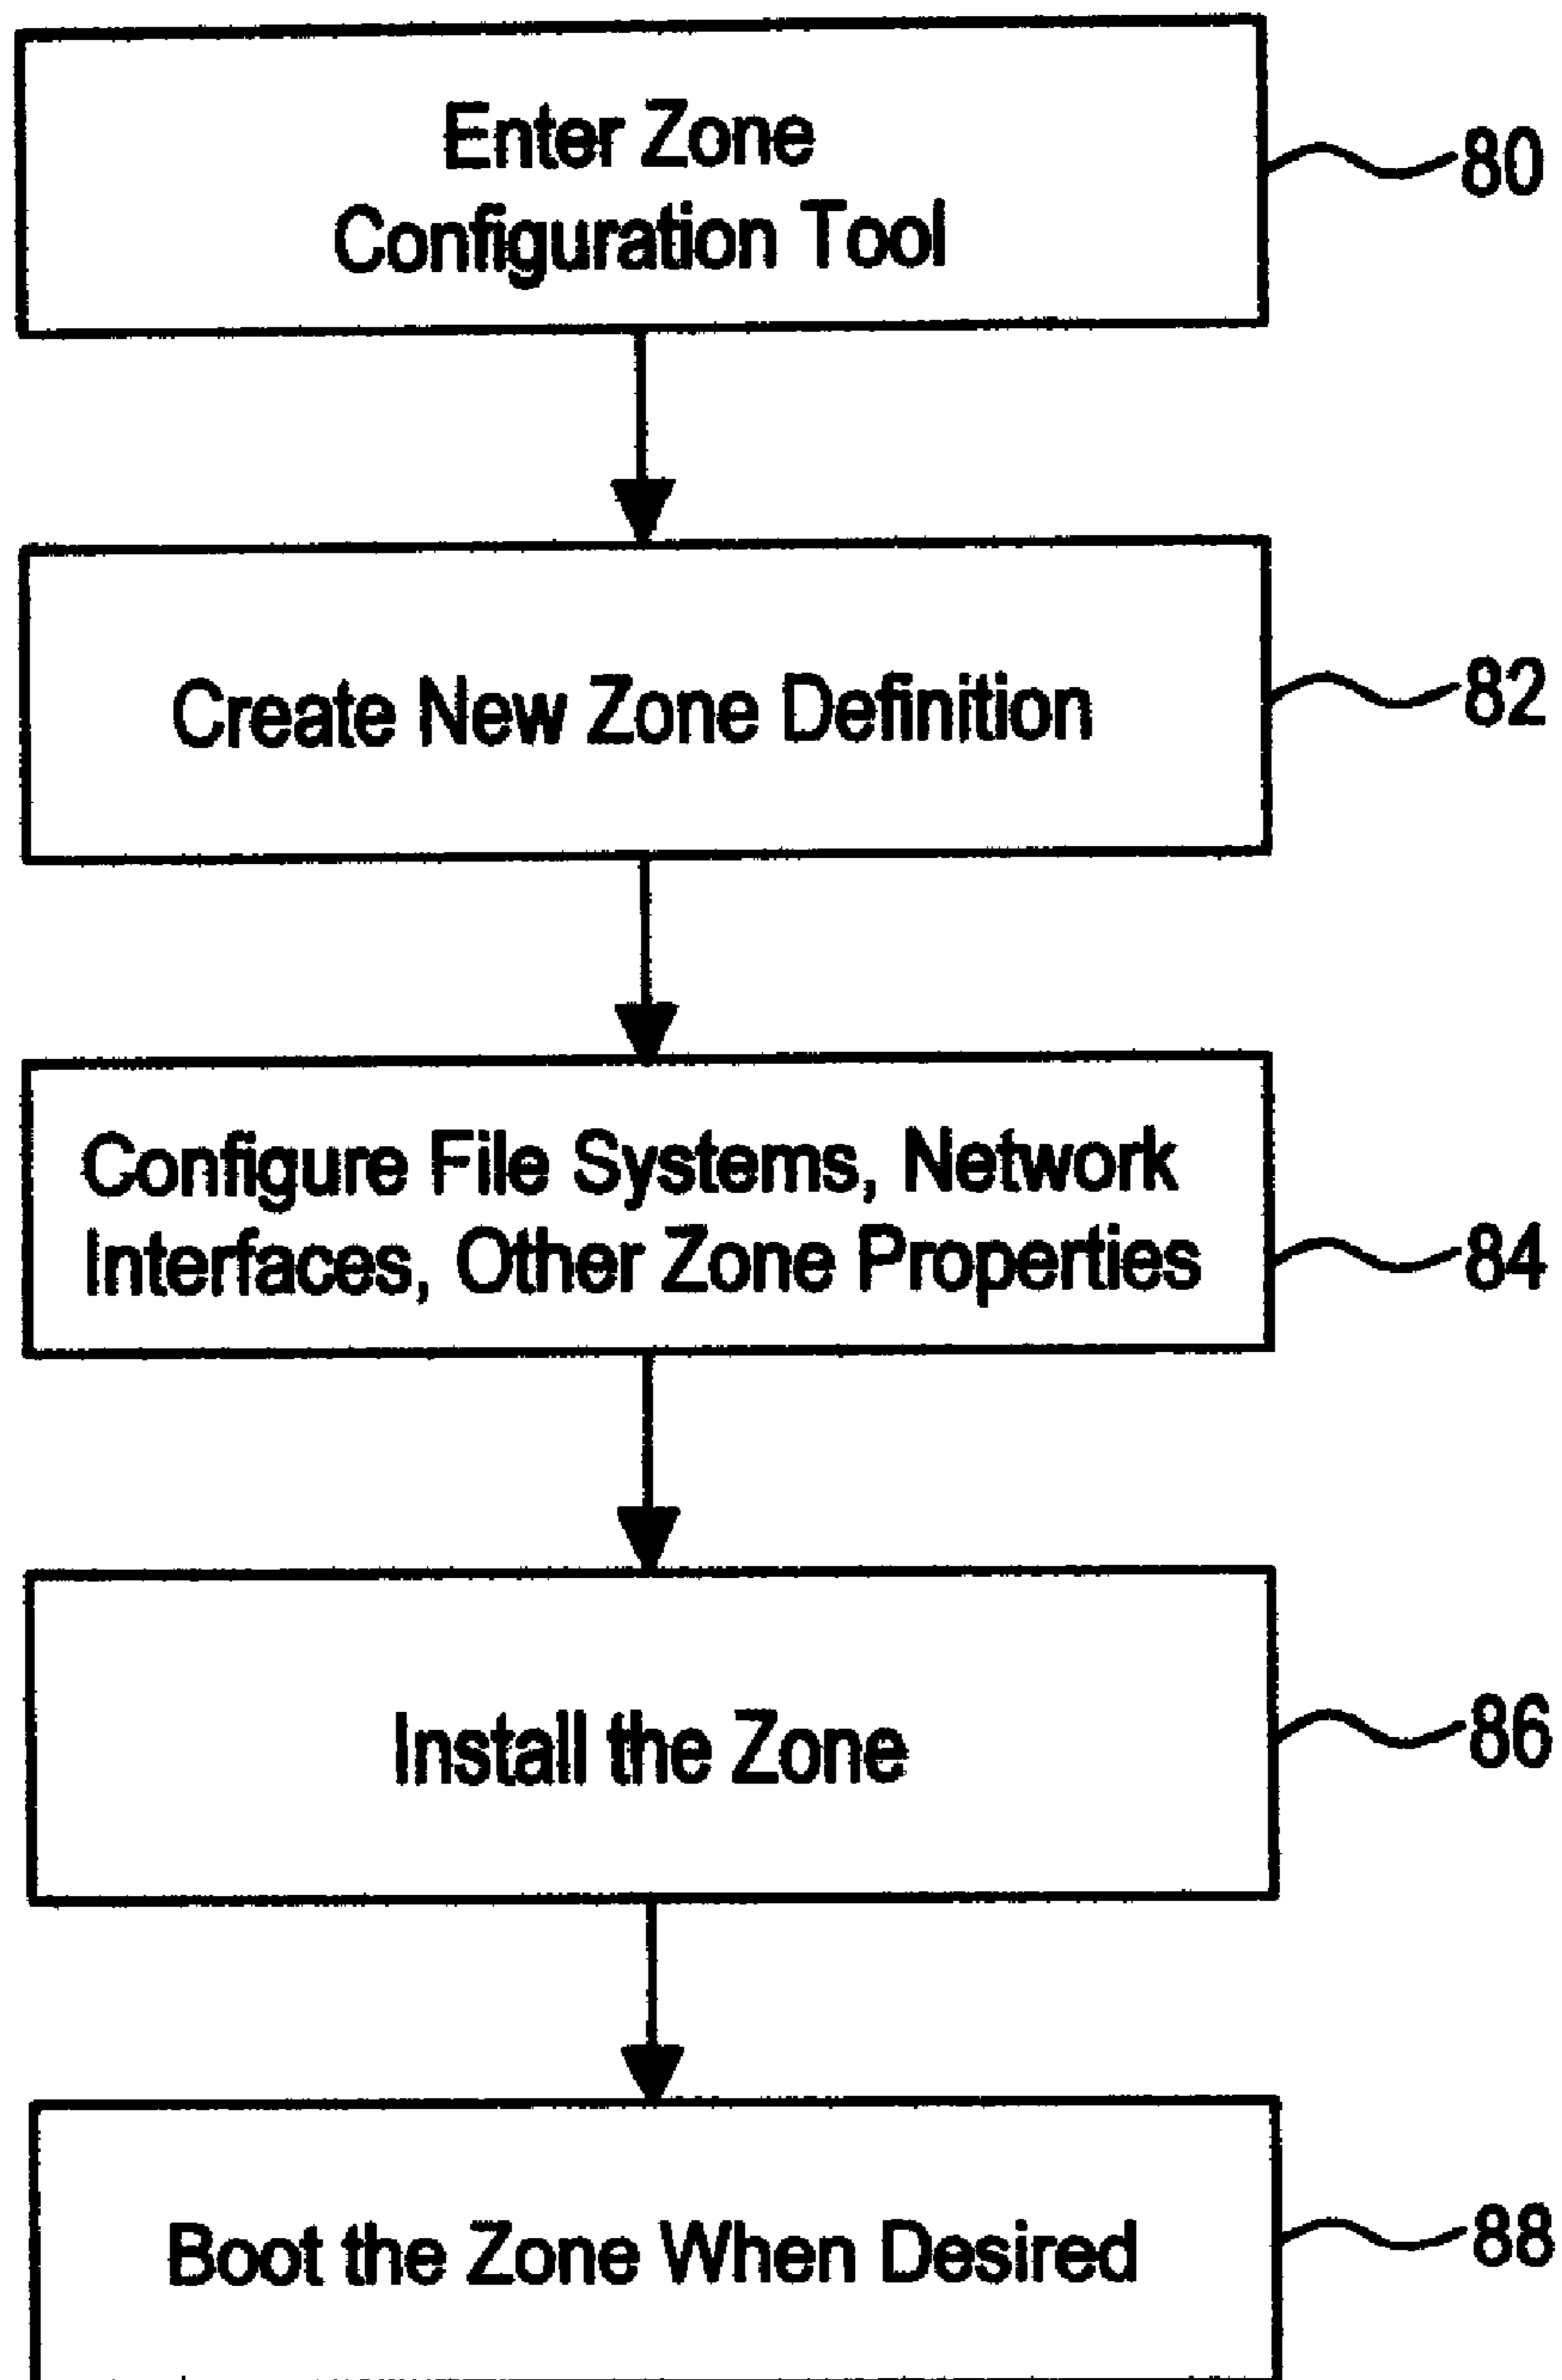 Enter Zone
Configuration Tool
80
Create New Zone Definition
82
Configure File Systems, Network
Interfaces, Other Zone Properties
84
Install the Zone
86
Boot the Zone When Desired
88